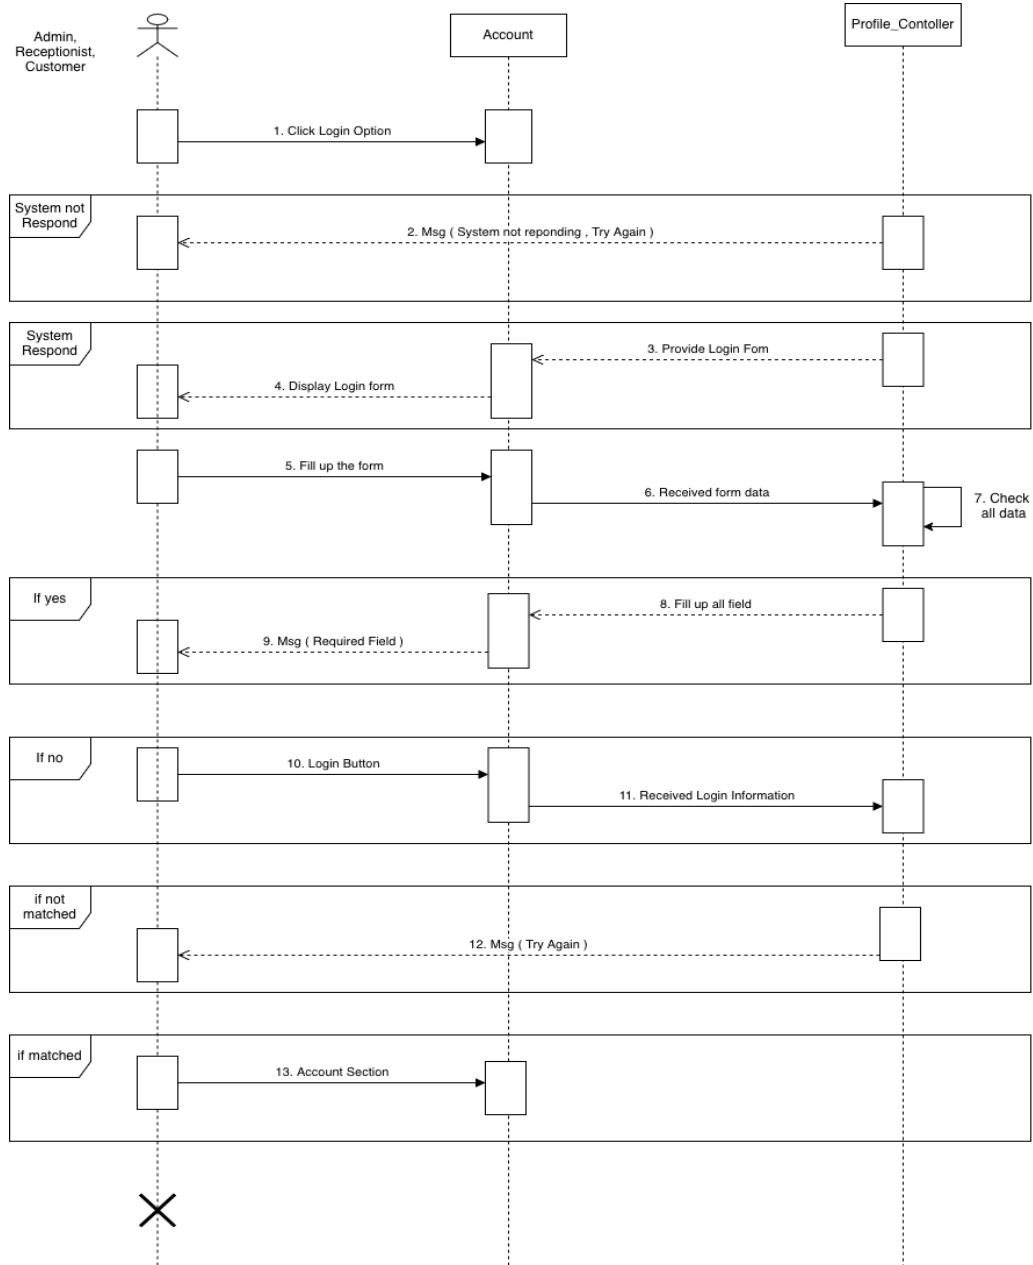 Admin,
Receptionist,
Customer
Account
Profile_Contoller
1. Click Login Option
System not
Respond
2. Msg ( System not reponding , Try Again )
System
Respond
3. Provide Login Fom
4. Display Login form
5. Fill up the form
6. Received form data
7. Check
all data
If yes
8. Fill up all field
9. Msg ( Required Field )
If no
10. Login Button
11. Received Login Information
if not
matched
12. Msg ( Try Again )
if matched
13. Account Section